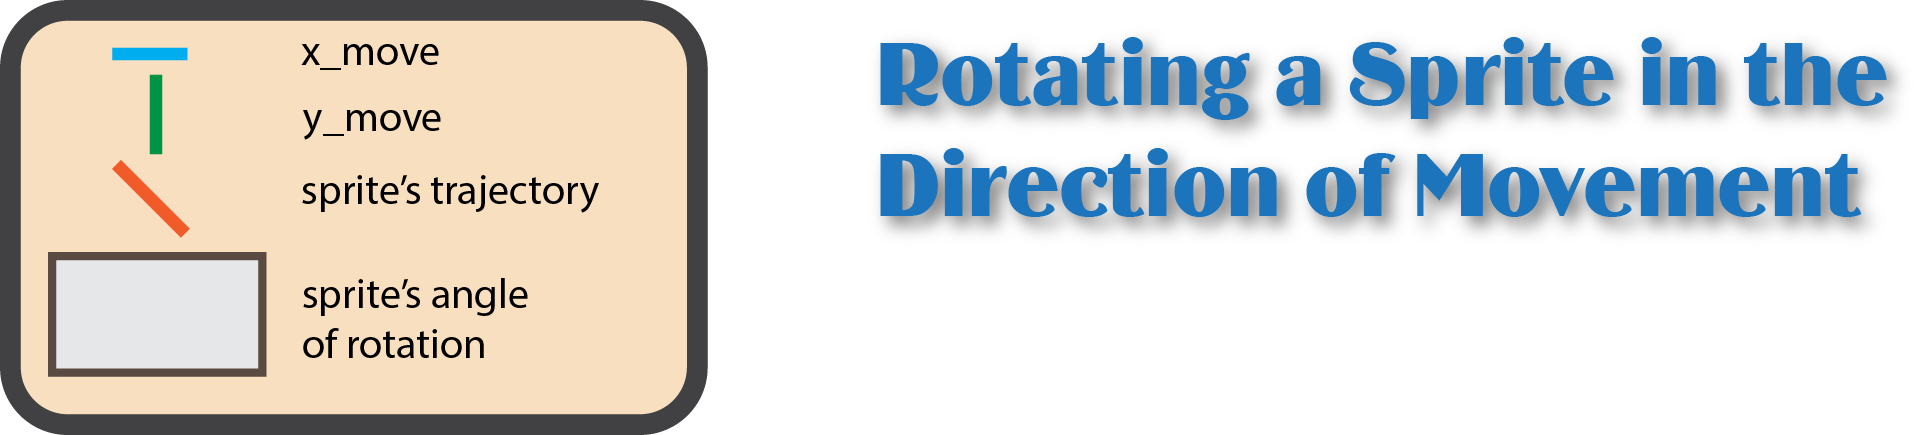 x_move
y_move
sprite’s trajectory
sprite’s angle
of rotation
Rotating a Sprite in the
Direction of Movement